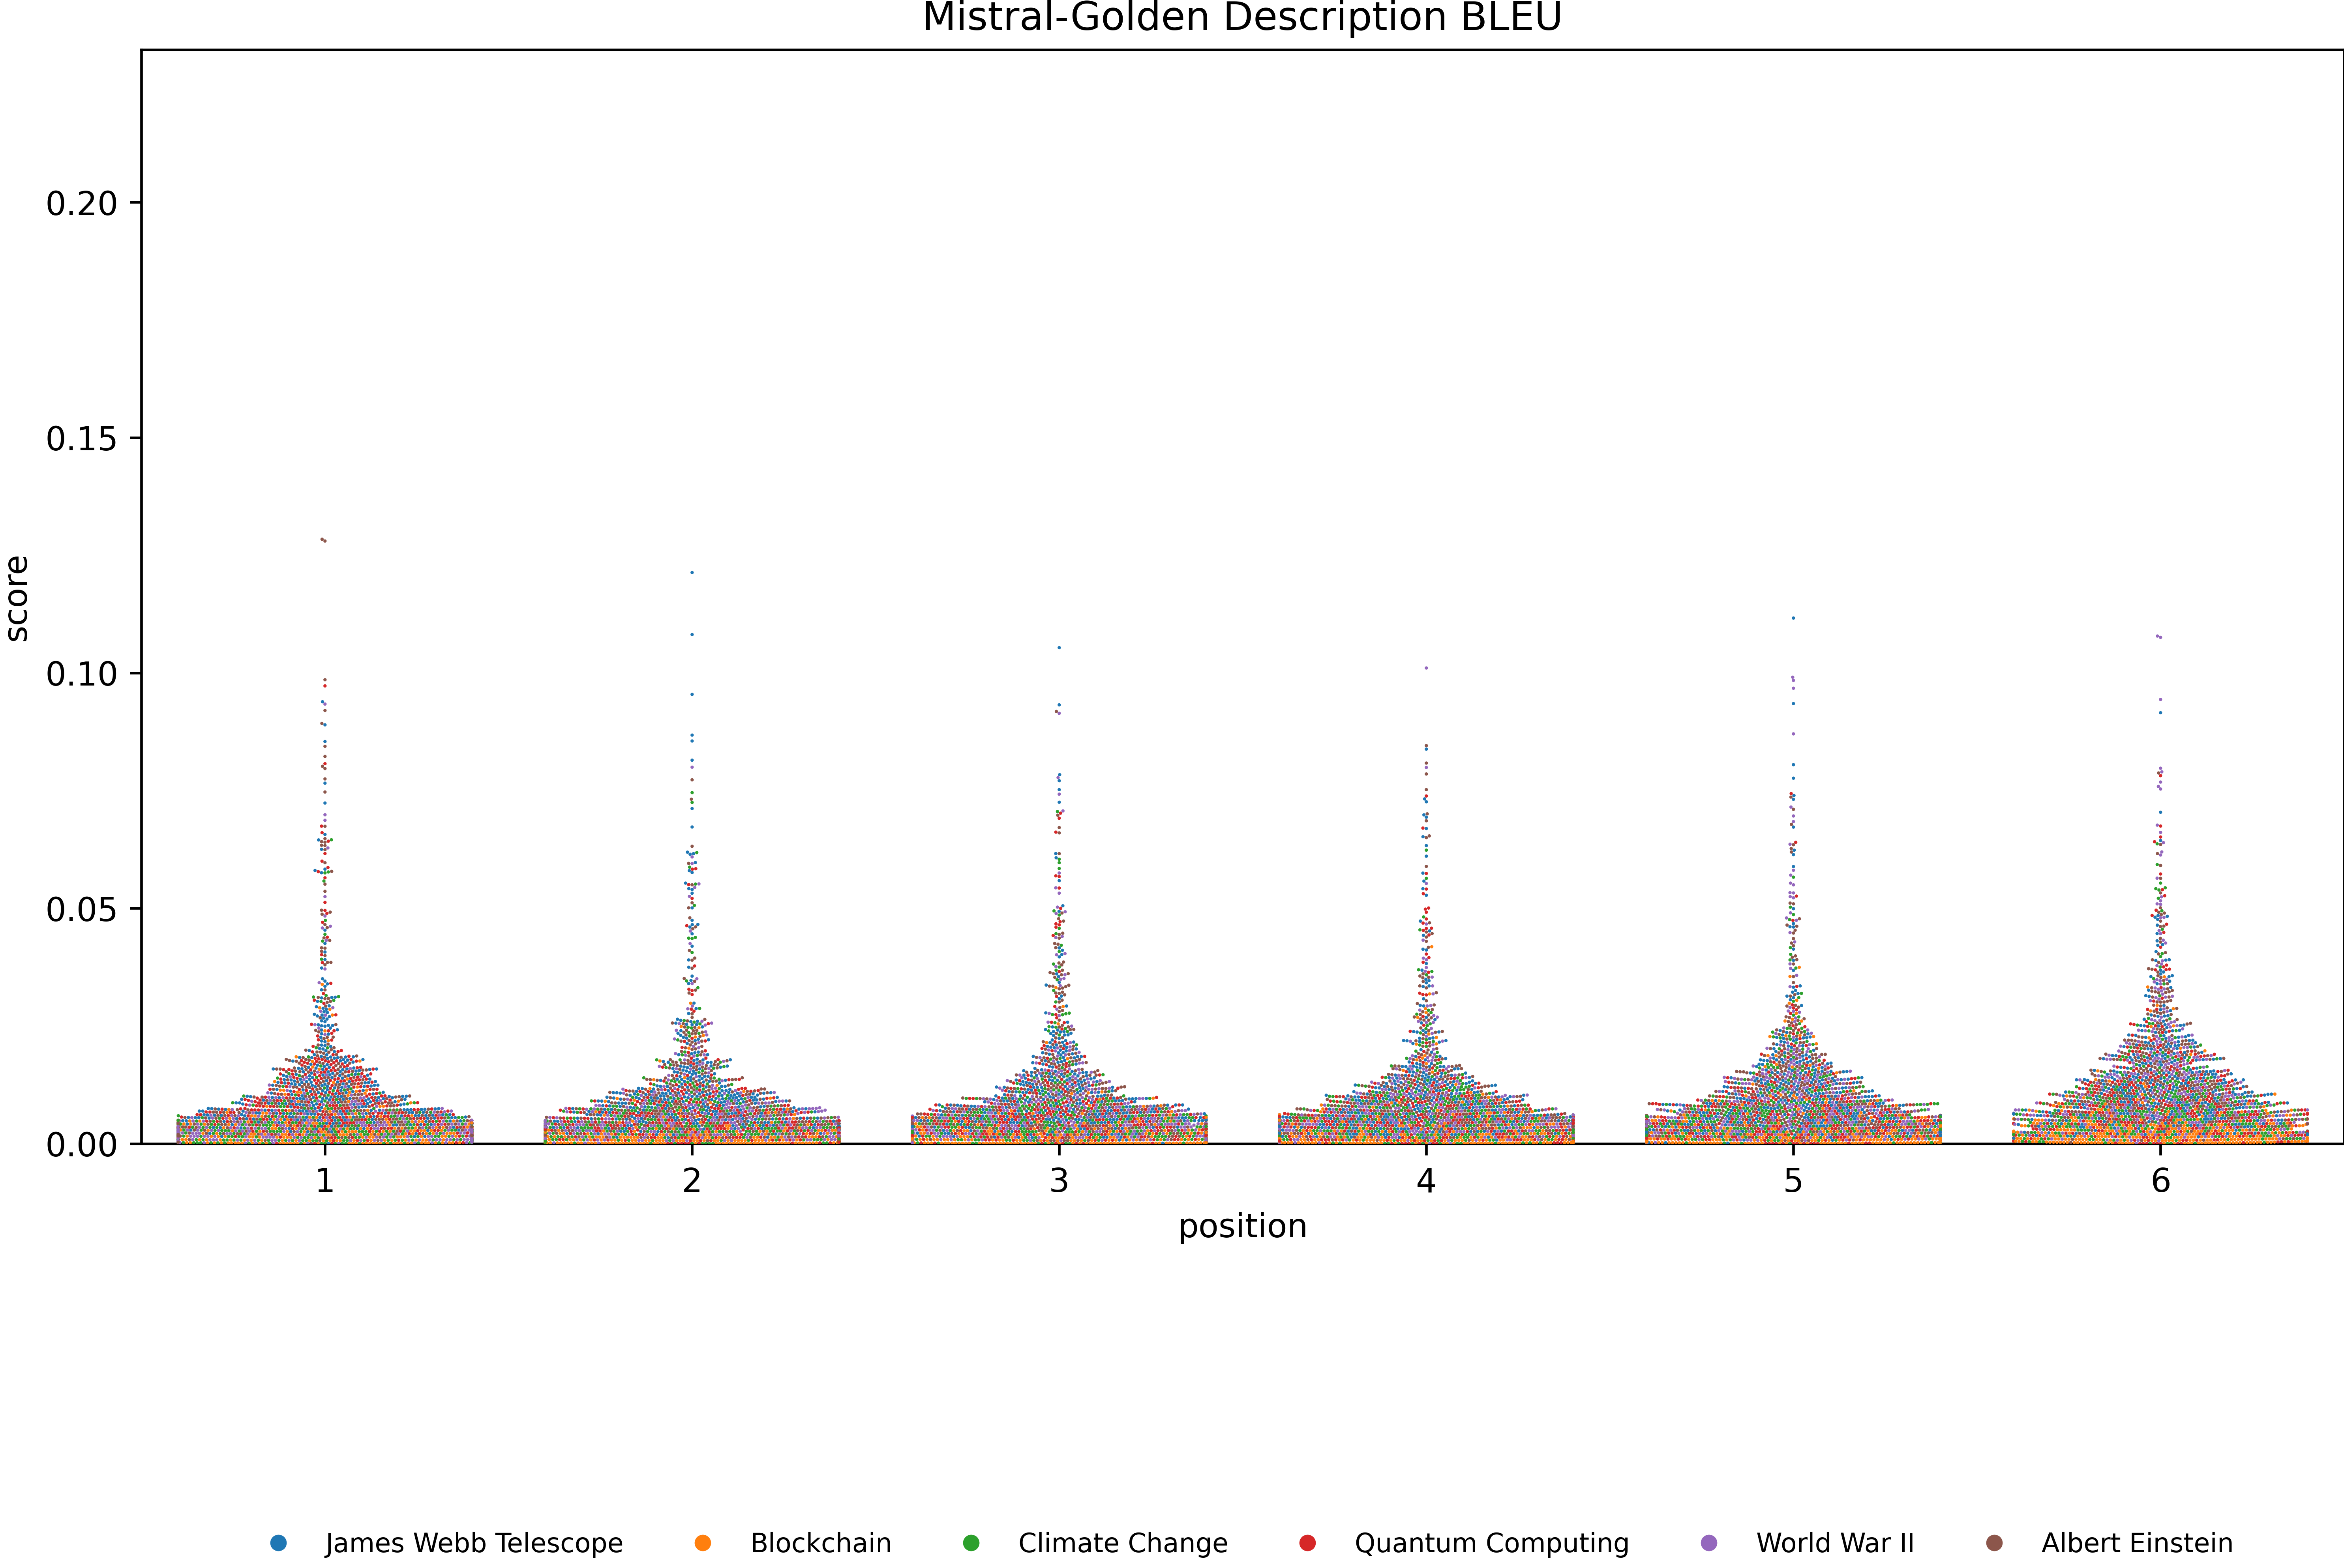 Mistral-Golden Description BLEU
0.20
0.15
0.10
0.05
0.00
score
1 2 3 4 5 6
position
James Webb Telescope Blockchain Climate Change Quantum Computing World War II Albert Einstein